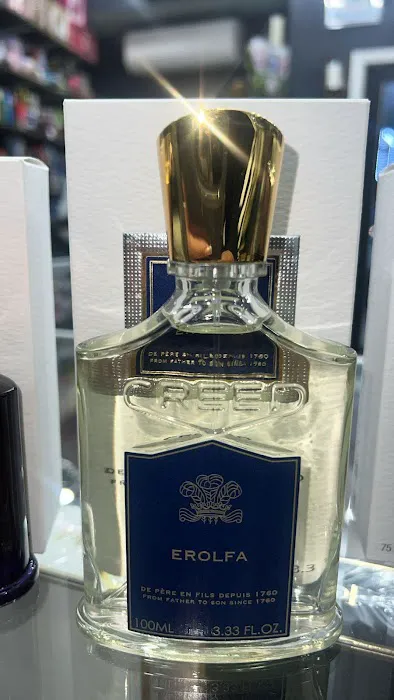 DE PÈRE EN FILS DEPUIS 1760
FROM FATHER TO SON SINCE 1760
CREED
EROLFA
DE PÈRE EN FILS DEPUIS 1760
FROM FATHER TO SON SINCE 1760
100ML 3.33 FL.OZ.
75